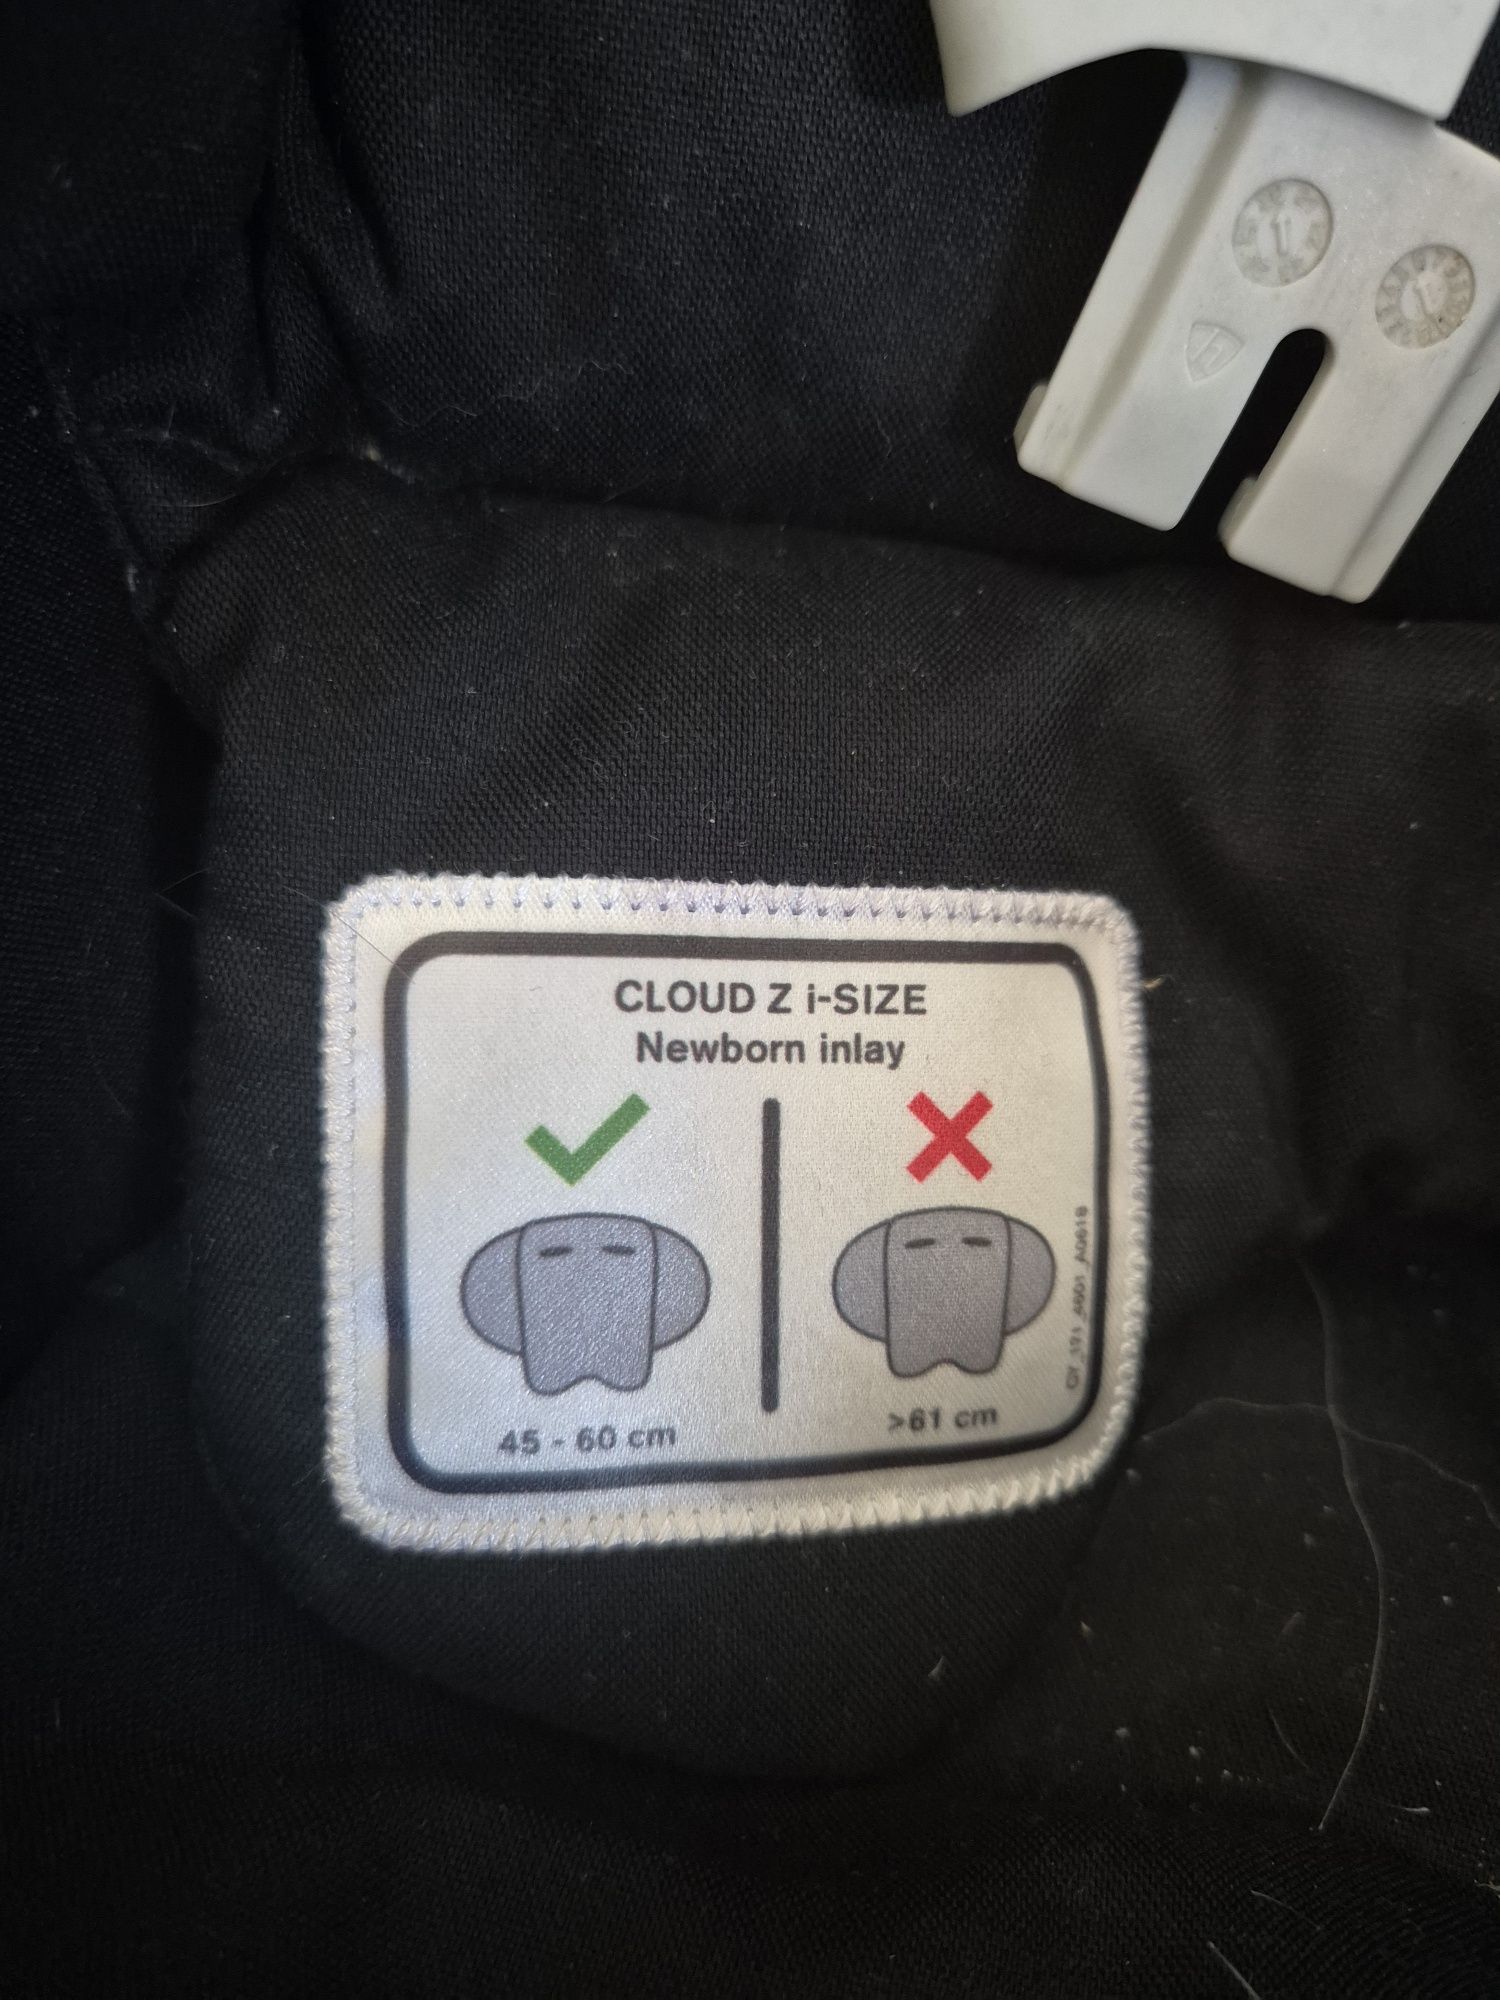 CLOUD Z i-SIZE
Newborn inlay
45 - 60 cm
>61 cm